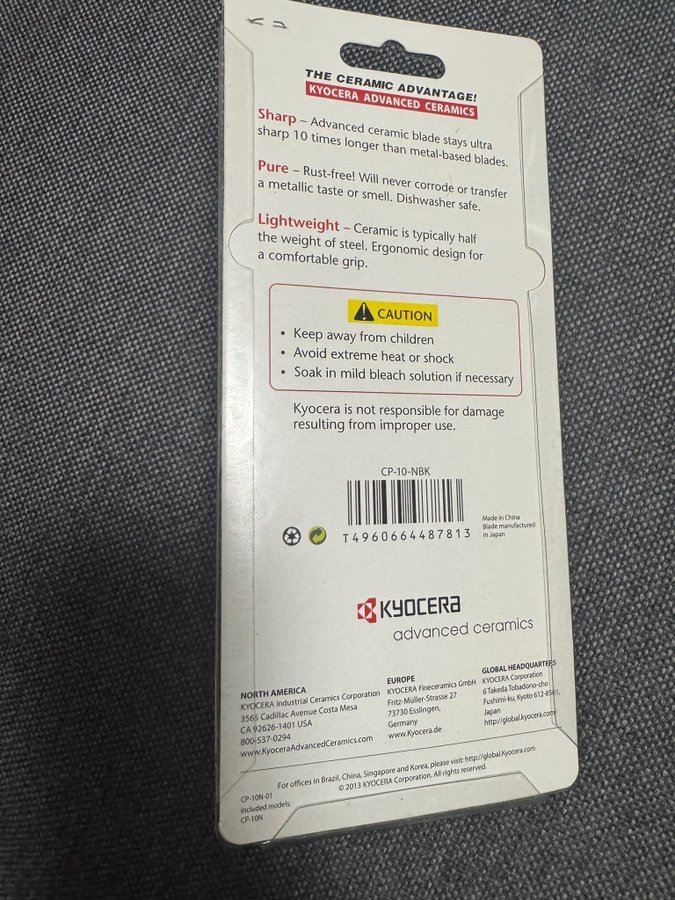 THE CERAMIC ADVANTAGE!
KYOCERA ADVANCED CERAMICS
Sharp – Advanced ceramic blade stays ultra
sharp 10 times longer than metal-based blades.
Pure – Rust-free! Will never corrode or transfer
a metallic taste or smell. Dishwasher safe.
Lightweight – Ceramic is typically half
the weight of steel. Ergonomic design for
a comfortable grip.
CAUTION
• Keep away from children
• Avoid extreme heat or shock
• Soak in mild bleach solution if necessary
Kyocera is not responsible for damage
resulting from improper use.
CP-10-NBK
T4960664487813
Made in China
Blade manufactured
in Japan
KYOCERA
advanced ceramics
NORTH AMERICA
KYOCERA Industrial Ceramics Corporation
3565 Cadillac Avenue Costa Mesa
CA 92626-1401 USA
800-537-0294
www.KyoceraAdvancedCeramics.com
EUROPE
KYOCERA Fineceramics GmbH
Fritz-Müller-Strasse 27
73730 Esslingen,
Germany
www.Kyocera.de
GLOBAL HEADQUARTERS
KYOCERA Corporation
6 Takeda Tobadono-cho
Fushimi-ku, Kyoto 612-8501,
Japan
http://global.kyocera.com
For offices in Brazil, China, Singapore and Korea, please visit: http://global.Kyocera.com
© 2013 KYOCERA Corporation. All rights reserved.
CP-10N-01
included models;
CP-10N